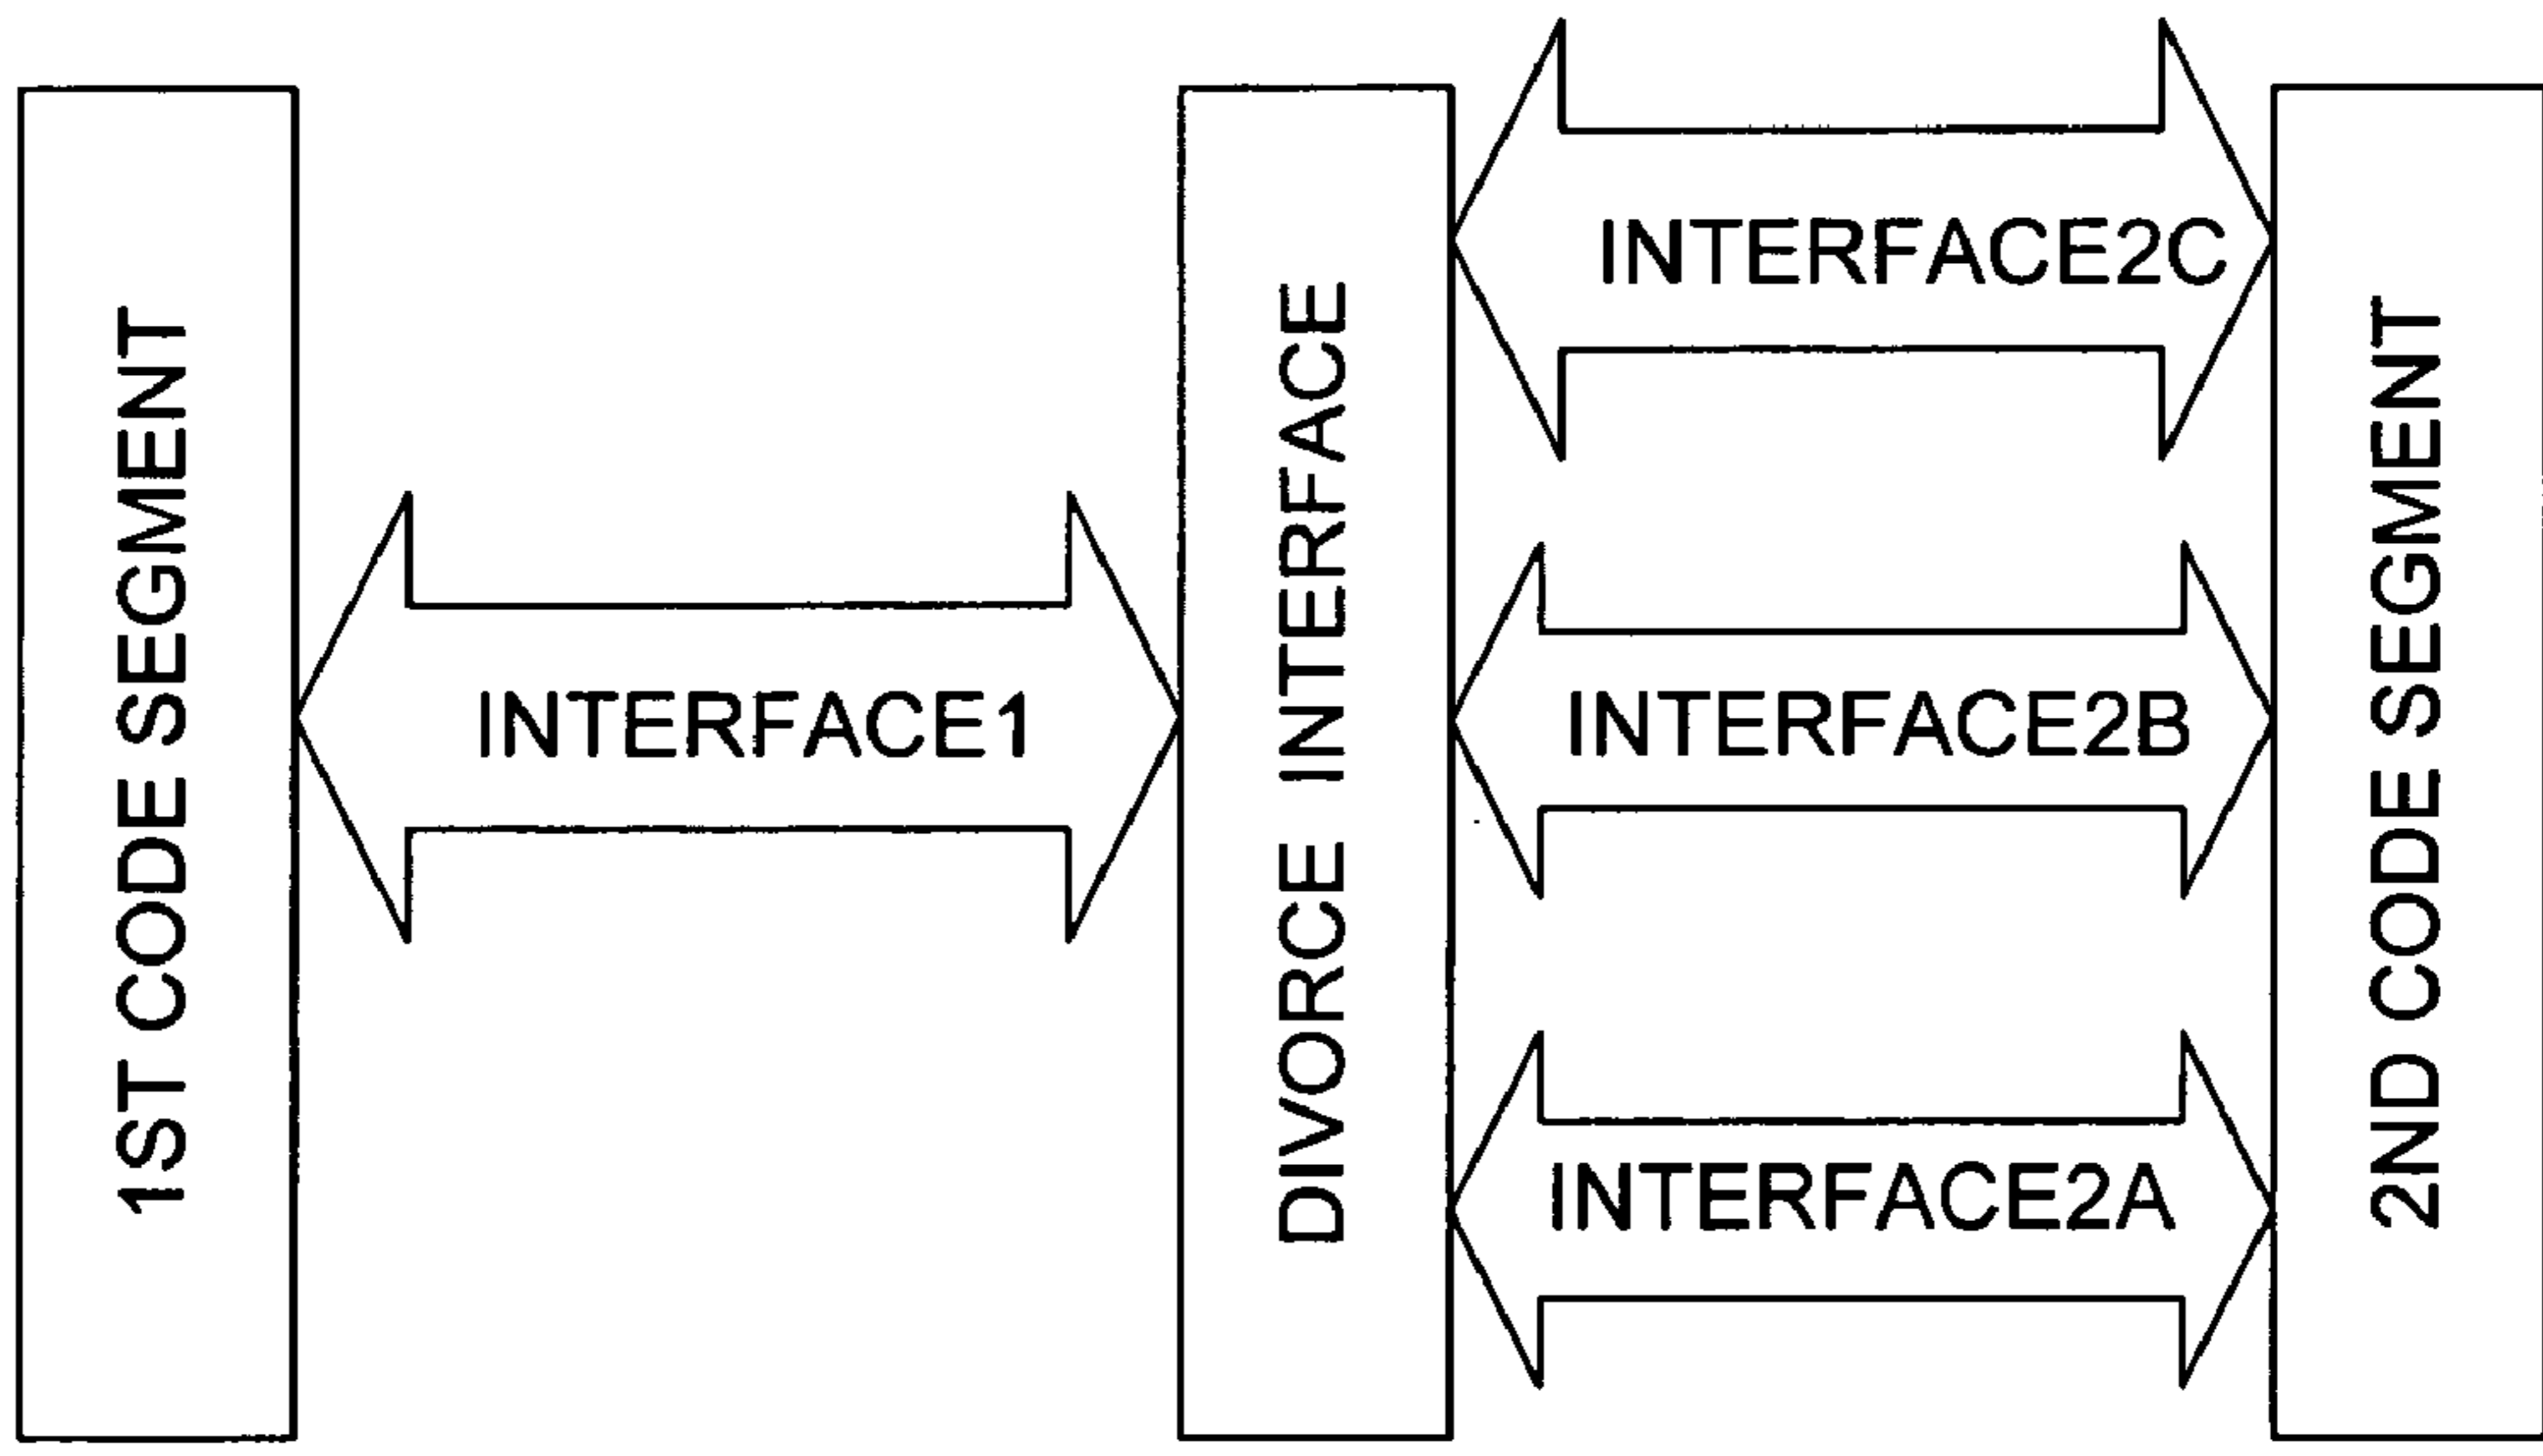 1ST CODE SEGMENT
INTERFACE1
DIVORCE INTERFACE
INTERFACE2C
INTERFACE2B
INTERFACE2A
2ND CODE SEGMENT